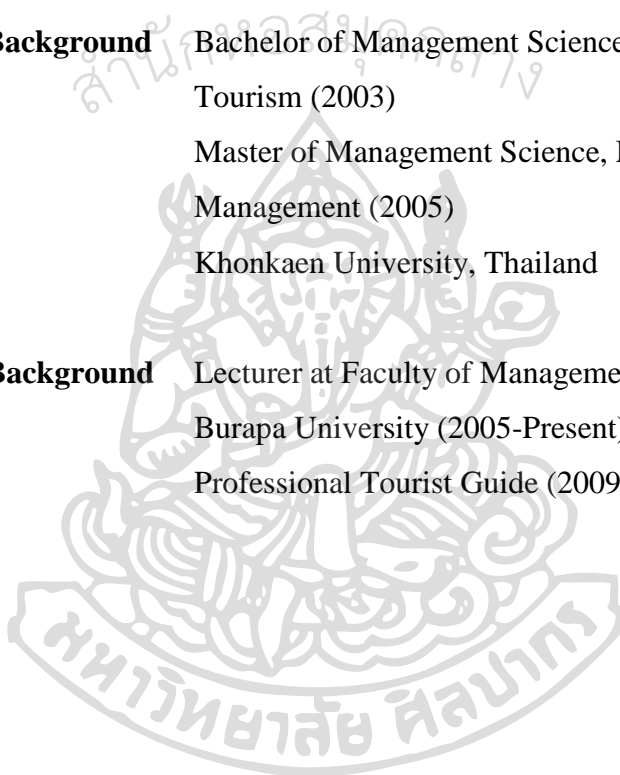 Background Bachelor of Management Science
สำนักหอสมุดกลาง
Tourism (2003)
Master of Management Science,
Management (2005)
Khonkaen University, Thailand
Background Lecturer at Faculty of
Burapa University (2005-Present)
Professional Tourist Guide (2009
มหาวิทยาลัย ศิลปากร